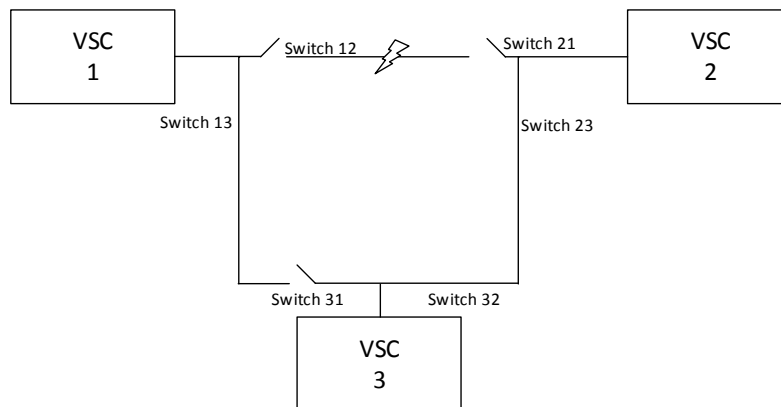 VSC
1
Switch 12
Switch 21
VSC
2
Switch 13
Switch 23
Switch 31
Switch 32
VSC
3